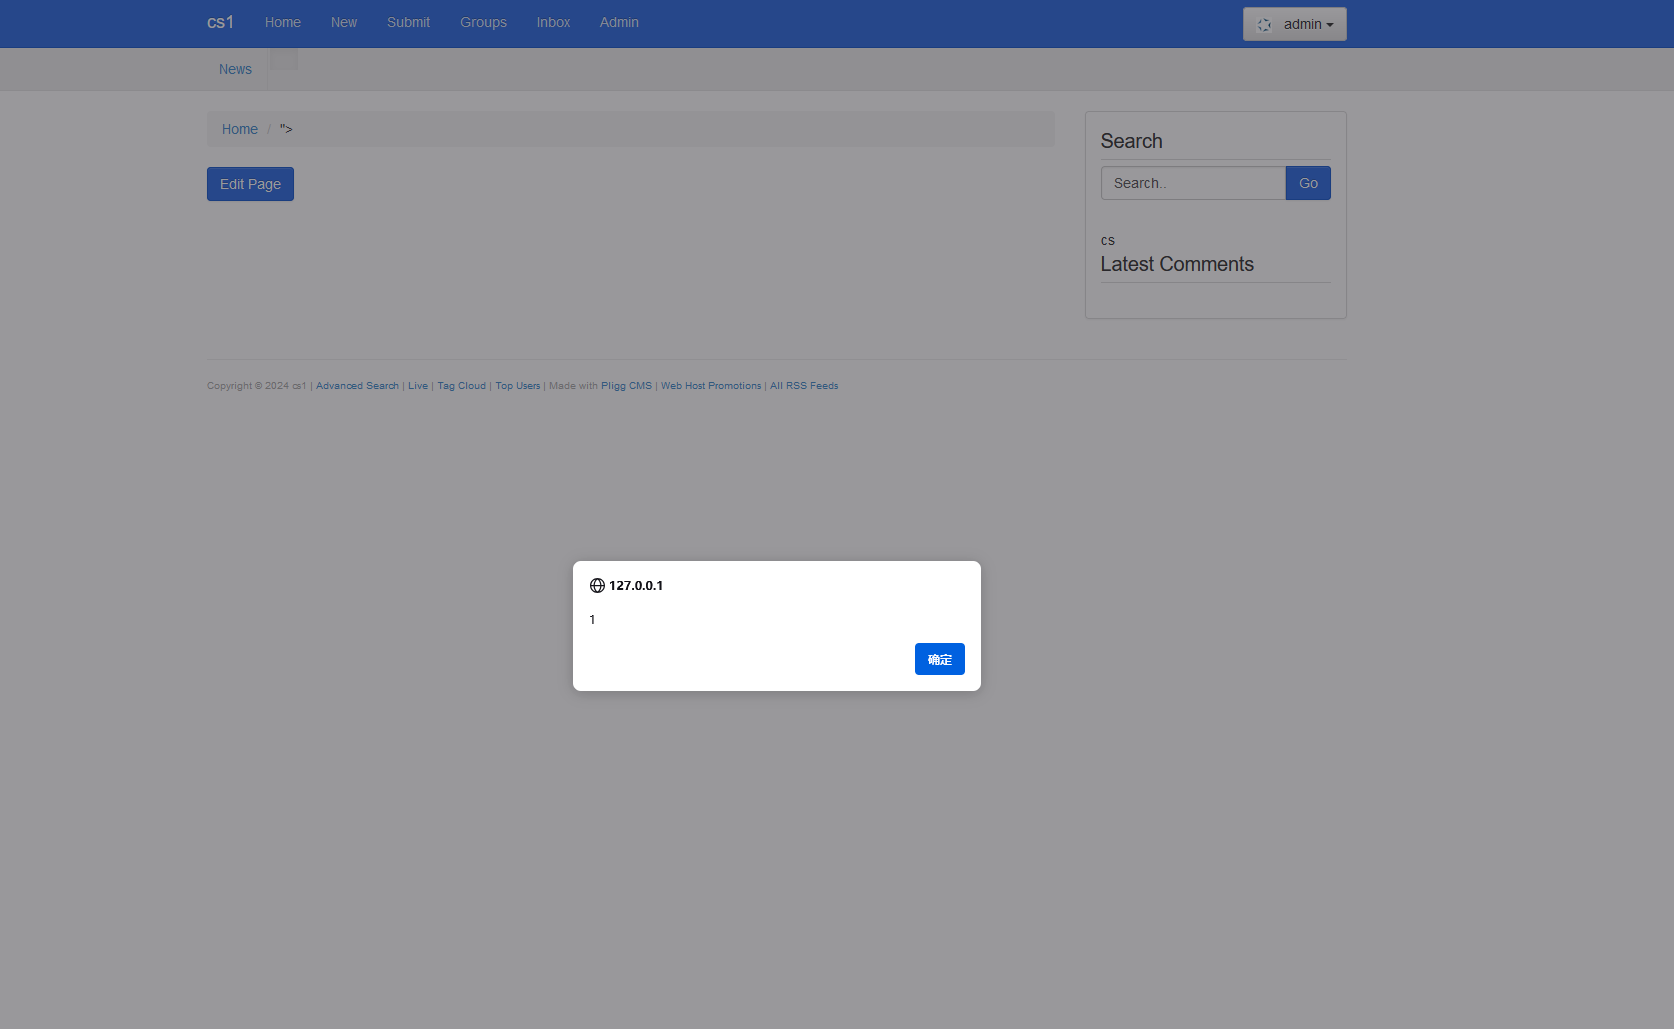 cs1 Home New Submit Groups Inbox Admin admin
News
Home / ">
Edit Page
Search
Search.. Go
cs
Latest Comments
Copyright © 2024 cs1 | Advanced Search | Live | Tag Cloud | Top Users | Made with Pligg CMS | Web Host Promotions | All RSS Feeds
127.0.0.1
1
确定